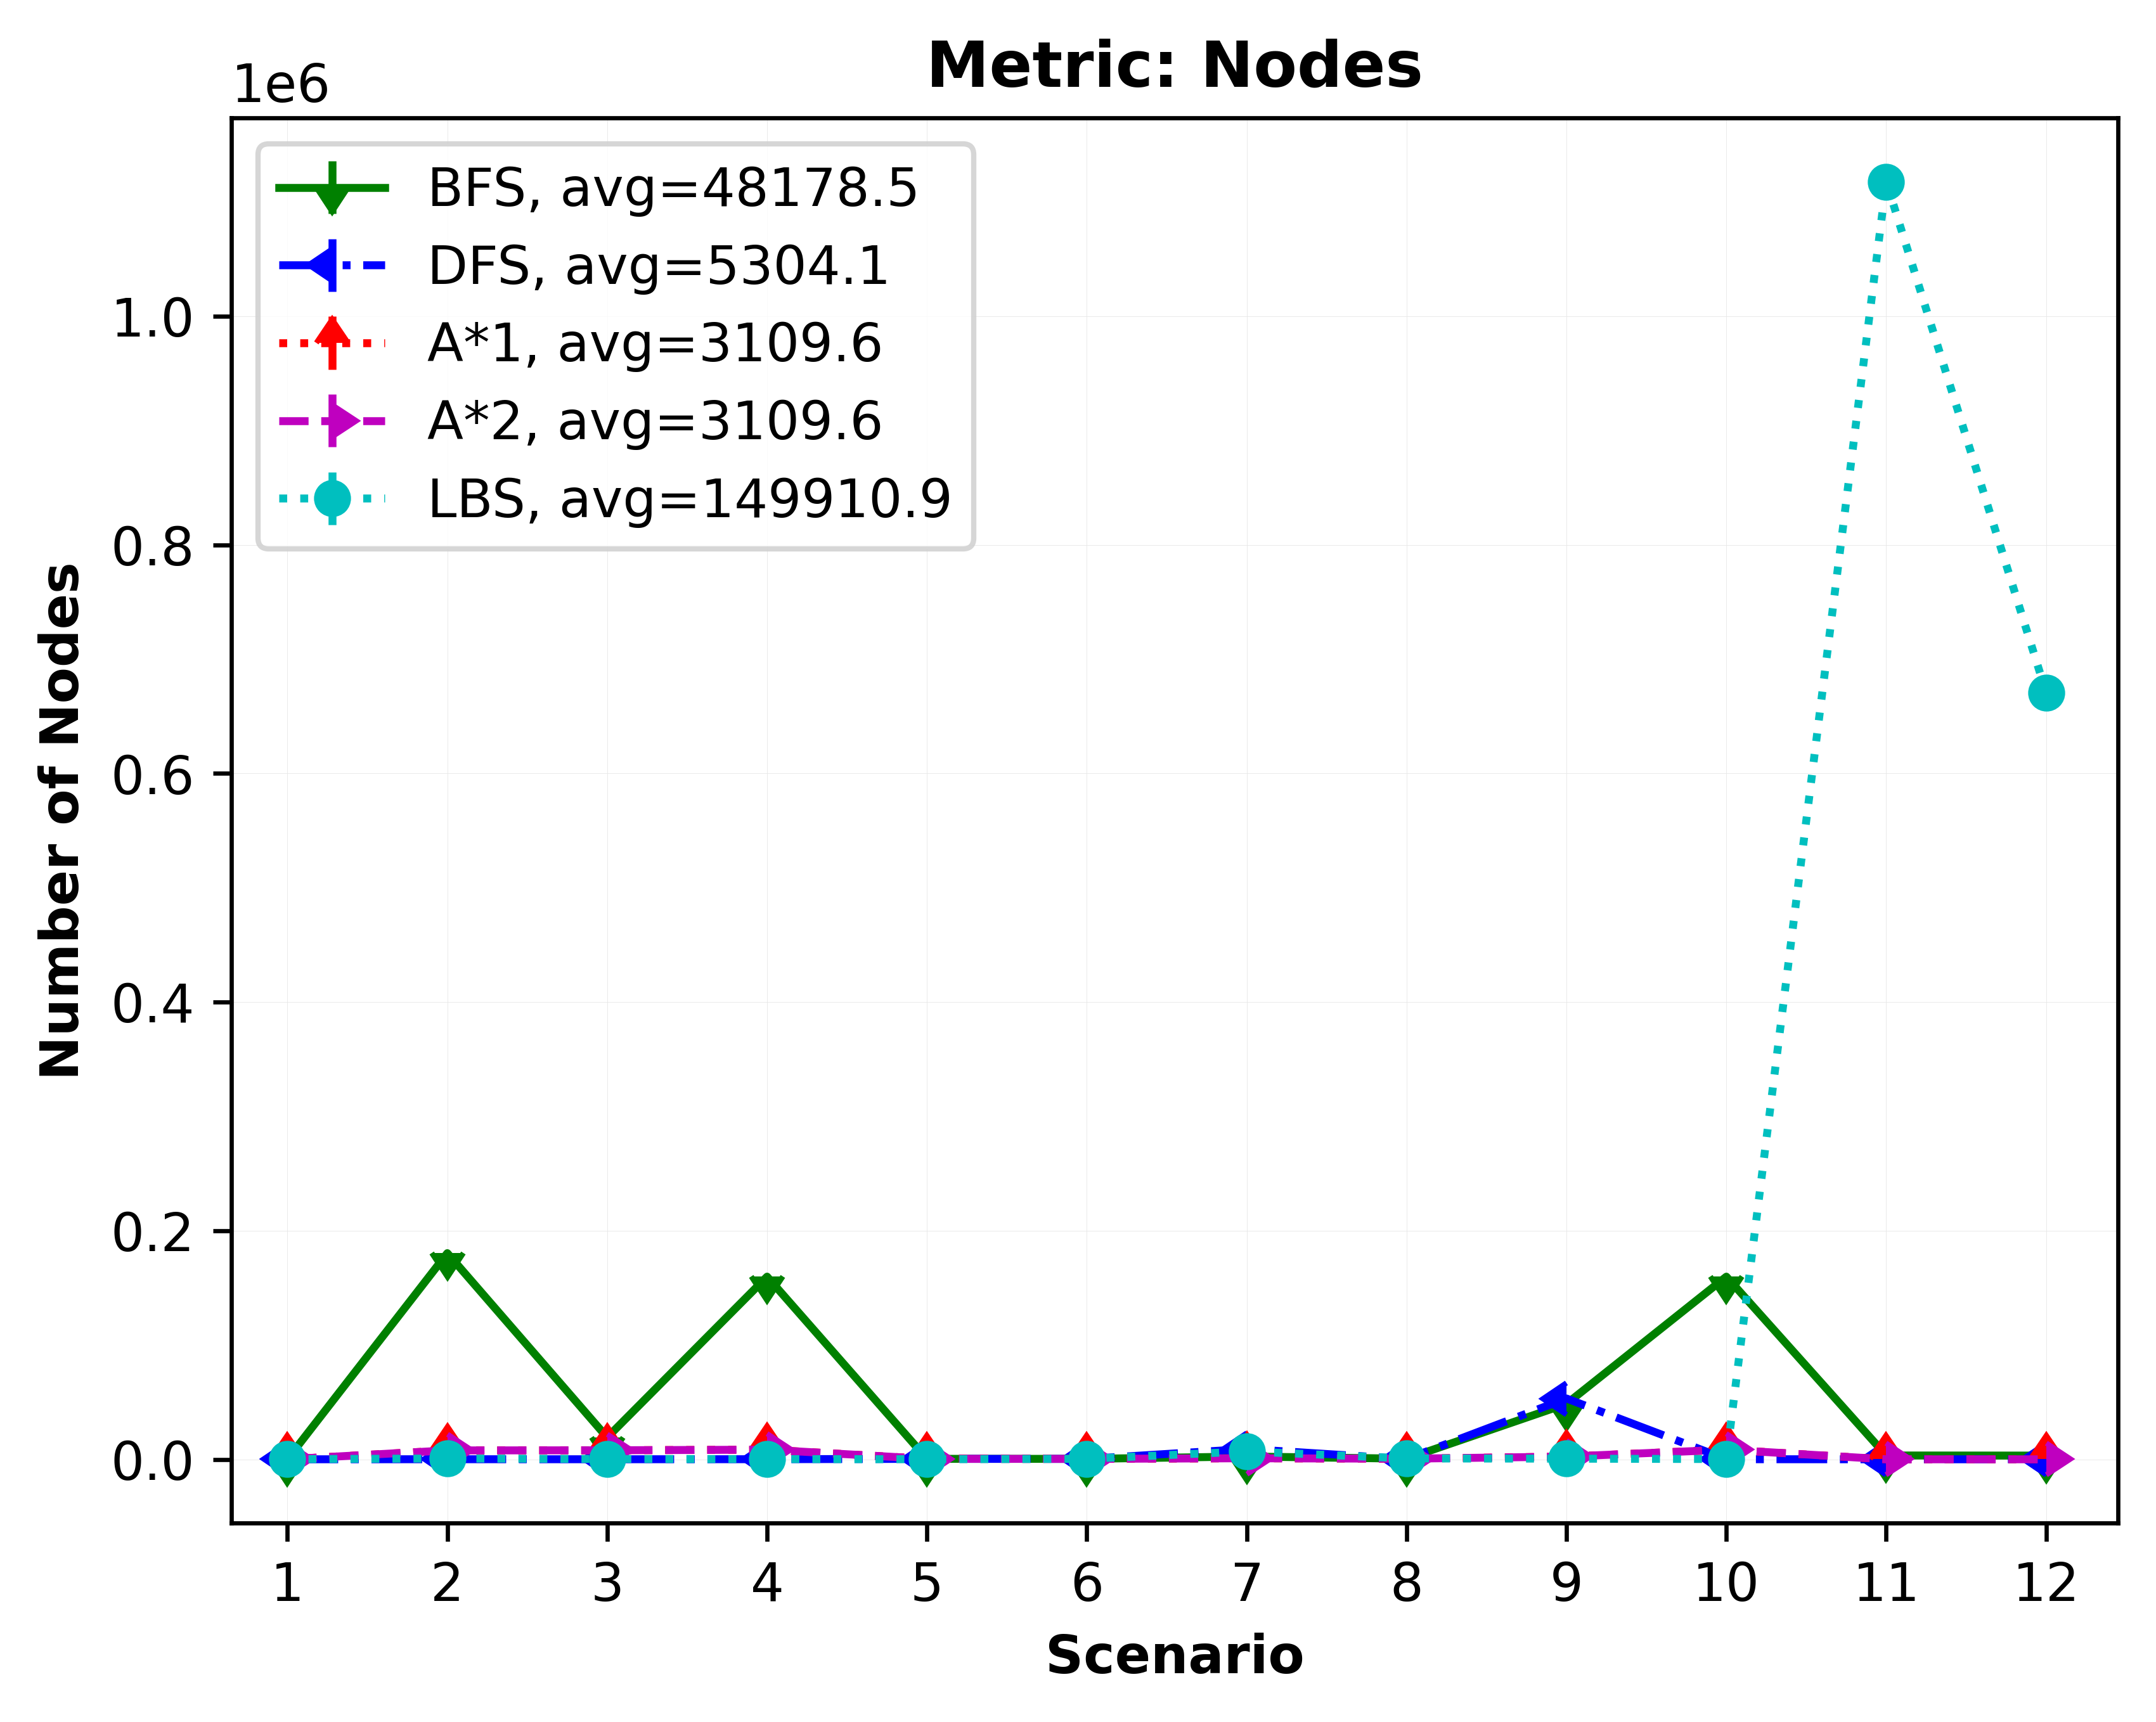 Metric: Nodes
1e6
BFS, avg=48178.5
DFS, avg=5304.1
A*1, avg=3109.6
A*2, avg=3109.6
LBS, avg=149910.9
Number of Nodes
1.0
0.8
0.6
0.4
0.2
0.0
1 2 3 4 5 6 7 8 9 10 11 12
Scenario